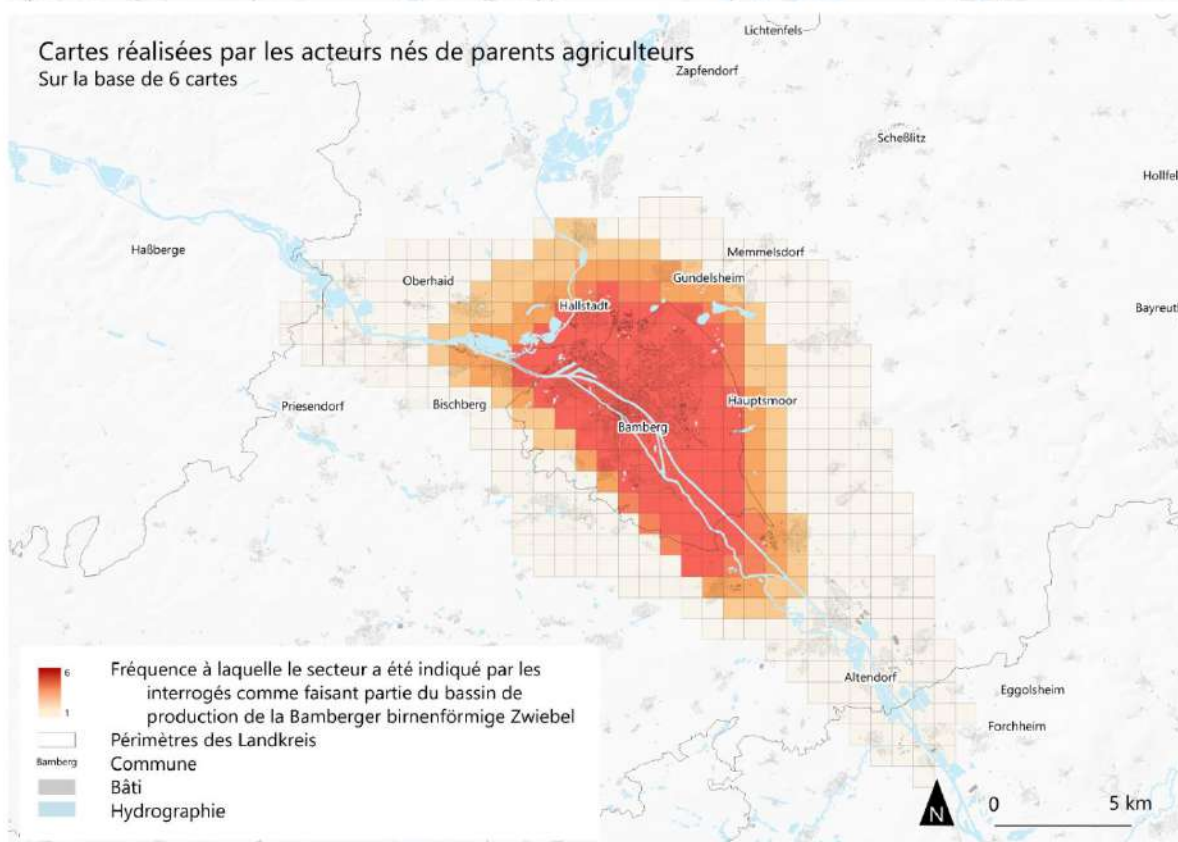 Cartes réalisées par les acteurs nés de parents agriculteurs
Sur la base de 6 cartes
Lichtenfels
Zapfendorf
Scheßlitz
Hollfel
Haßberge
Memmelsdorf
Oberhaid
Gundelsheim
Hallstadt
Bayreuth
Priesendorf
Bischberg
Hauptsmoor
Bamberg
Altendorf
Eggolsheim
Forchheim
6
1
Fréquence à laquelle le secteur a été indiqué par les
interrogés comme faisant partie du bassin de
production de la Bamberger birnenförmige Zwiebel
Périmètres des Landkreis
Bamberg Commune
Bâti
Hydrographie
N
0 5 km